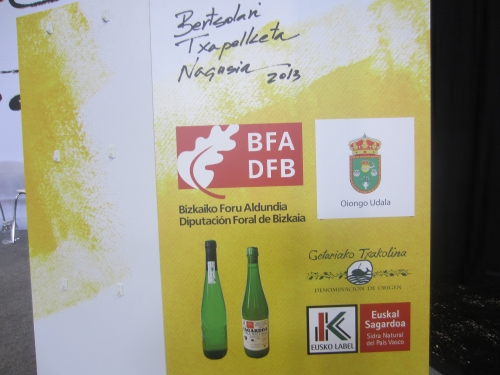 Bertsolari
Txapelketa
Nagusia 2013
BFA
DFB
Bizkaiko Foru Aldundia
Diputación Foral de Bizkaia
Oiongo Udala
Getariako Txakolina
DENOMINACIÓN DE ORIGEN
SAGARDOA
K
EUSKO LABEL
Euskal
Sagardoa
Sidra Natural
del País Vasco